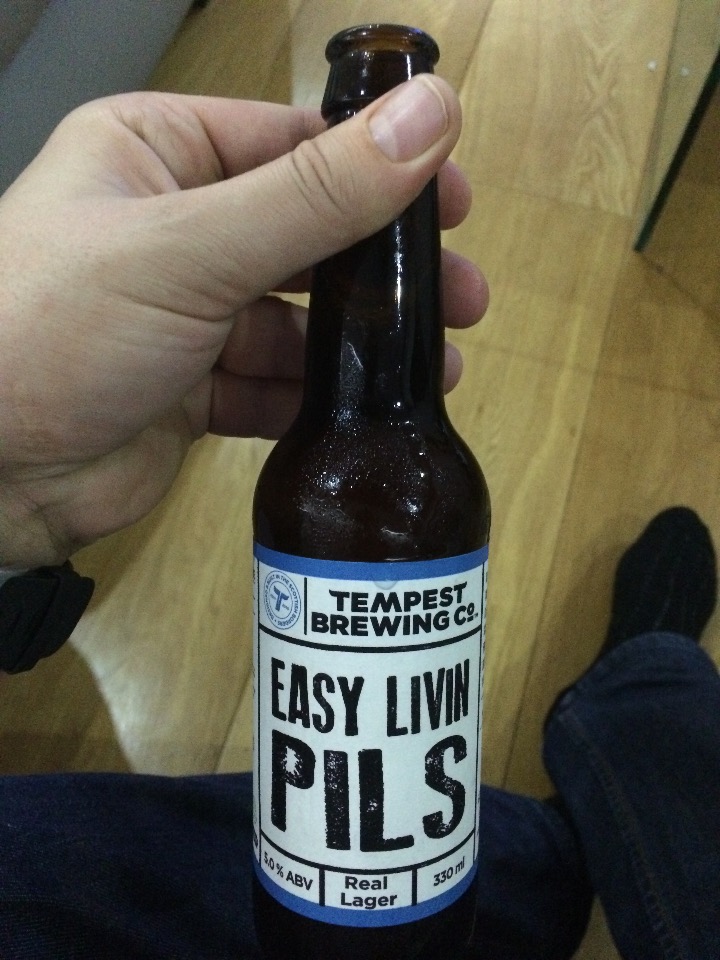 TEMPEST
BREWING Co
EASY LIVIN
PILS
5.0% ABV
Real
Lager
330 ml